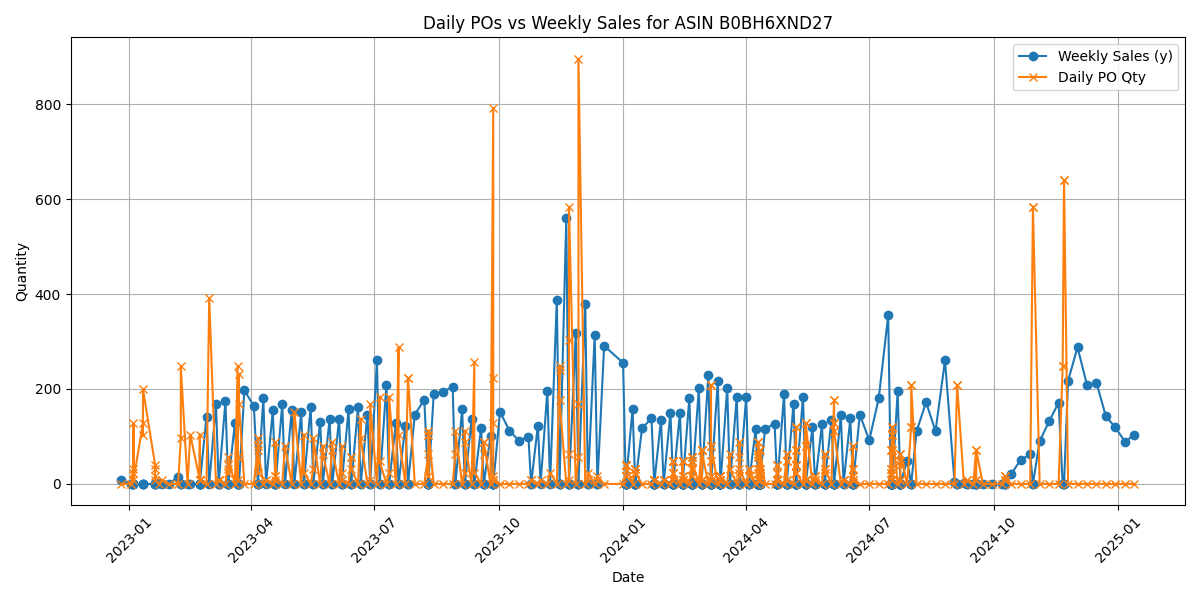 Daily POs vs Weekly Sales for ASIN B0BH6XND27
Weekly Sales (y)
Daily PO Qty
Quantity
800
600
400
200
0
2023-01
2023-04
2023-07
2023-10
2024-01
2024-04
2024-07
2024-10
2025-01
Date